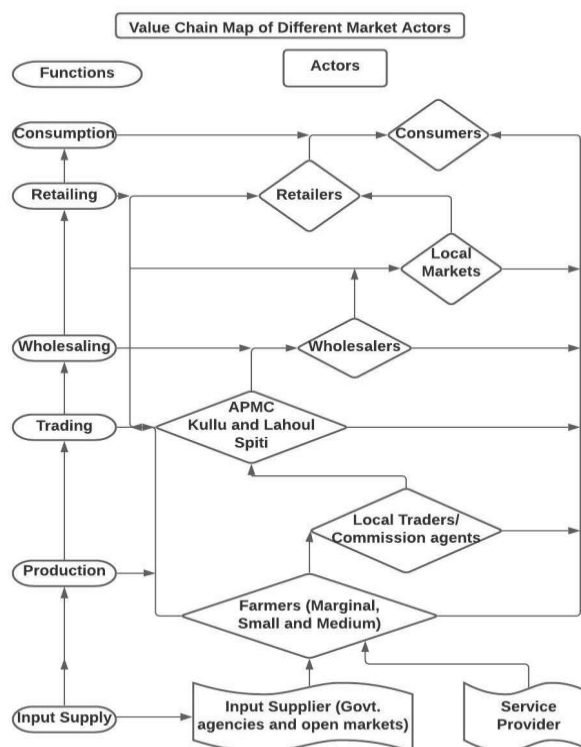 Value Chain Map of Different Market Actors
Functions
Actors
Consumption
Consumers
Retailing
Retailers
Local
Markets
Wholesaling
Wholesalers
Trading
APMC
Kullu and Lahoul
Spiti
Local Traders/
Commission agents
Production
Farmers (Marginal,
Small and Medium)
Input Supply
Input Supplier (Govt.
agencies and open markets)
Service
Provider